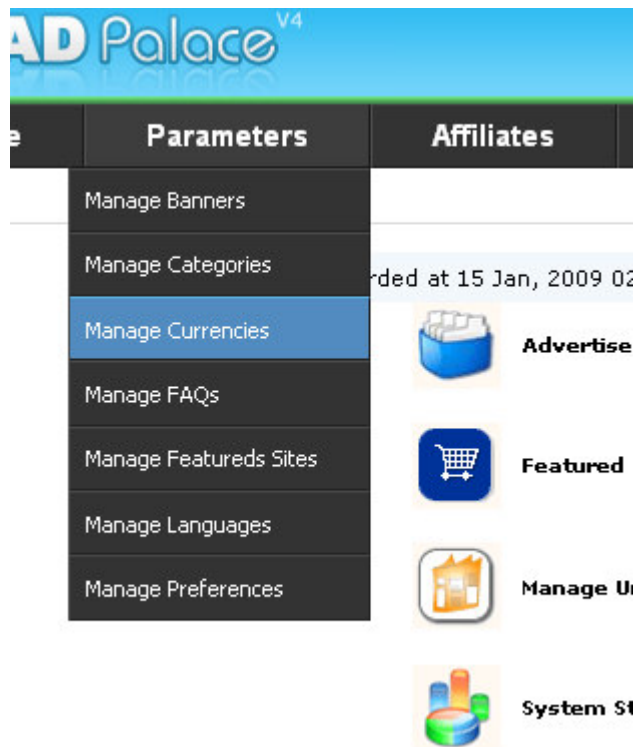 AD Palace V4
Parameters Affiliates
Manage Banners
Manage Categories
rded at 15 Jan, 2009 02
Manage Currencies
Advertise
Manage FAQs
Manage Featureds Sites
Featured
Manage Languages
Manage Preferences
Manage
System